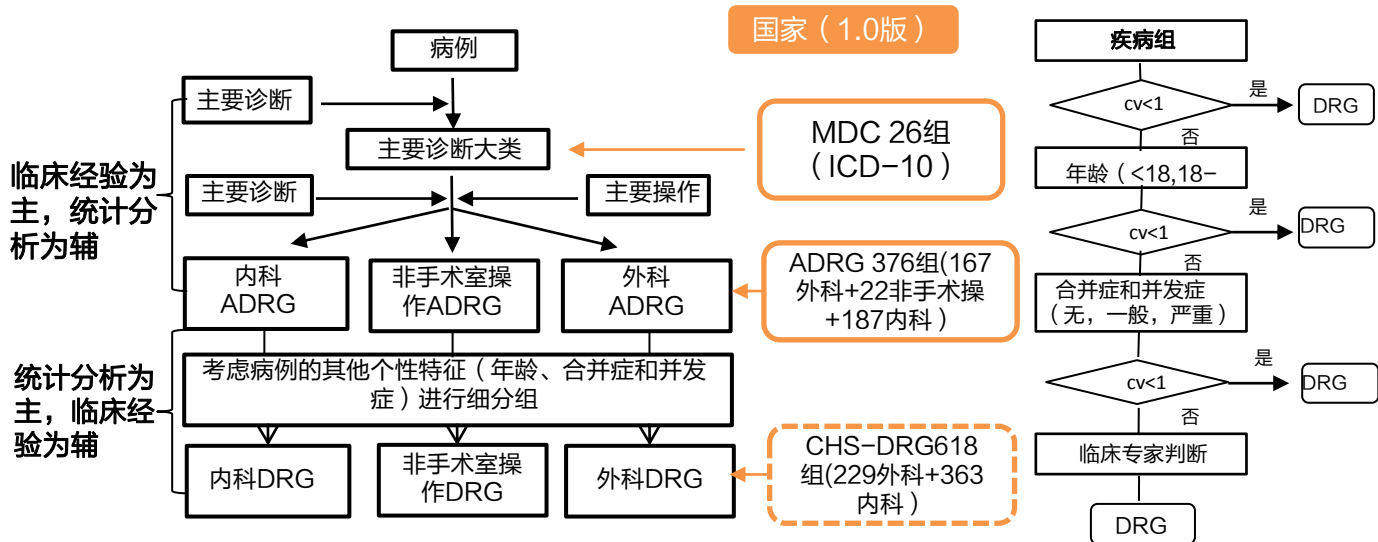 国家（1.0版）
病例
主要诊断
主要诊断大类
主要诊断
主要操作
内科
ADRG
非手术室操
作ADRG
外科
ADRG
考虑病例的其他个性特征（年龄、合并症和并发
症）进行细分组
内科DRG
非手术室操
作DRG
外科DRG
临床经验为
主，统计分
析为辅
统计分析为
主，临床经
验为辅
MDC 26组
（ICD-10）
ADRG 376组(167
外科+22非手术操
+187内科）
CHS-DRG618
组(229外科+363
内科）
疾病组
cv<1
是
DRG
否
年龄（<18,18-
cv<1
是
DRG
否
合并症和并发症
（无，一般，严重）
cv<1
是
DRG
否
临床专家判断
DRG